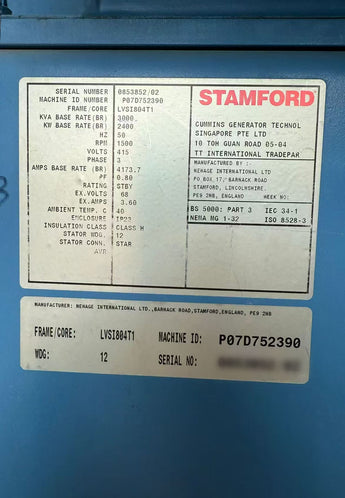 SERIAL NUMBER 0853852/02
MACHINE ID NUMBER P07D752390
FRAME/CORE LVSI804T1
KVA BASE RATE(BR) 3000.
KW BASE RATE(BR) 2400
HZ 50
RPM 1500
VOLTS 415
PHASE 3
AMPS BASE RATE(BR) 4173.7
PF 0.80
RATING STBY
EX.VOLTS 68
EX.AMPS 3.60
AMBIENT TEMP. C 40
ENCLOSURE IP23
INSULATION CLASS CLASS H
STATOR WDG. 12
STATOR CONN. STAR
AVR
STAMFORD
CUMMINS GENERATOR TECHNOL
SINGAPORE PTE LTD
10 TOH GUAN ROAD 05-04
TT INTERNATIONAL TRADEPAR
MANUFACTURED BY :-
NEWAGE INTERNATIONAL LTD
PO BOX 17, BARNACK ROAD
STAMFORD, LINCOLNSHIRE.
PE9 2NB, ENGLAND WEEK NO:
BS 5000: PART 3 IEC 34-1
NEMA MG 1-32 ISO 8528-3
MANUFACTURER: NEWAGE INTERNATIONAL LTD.,BARNACK ROAD,STAMFORD,ENGLAND, PE9 2NB
FRAME/CORE: LVSI804T1 MACHINE ID: P07D752390
WDG: 12 SERIAL NO: